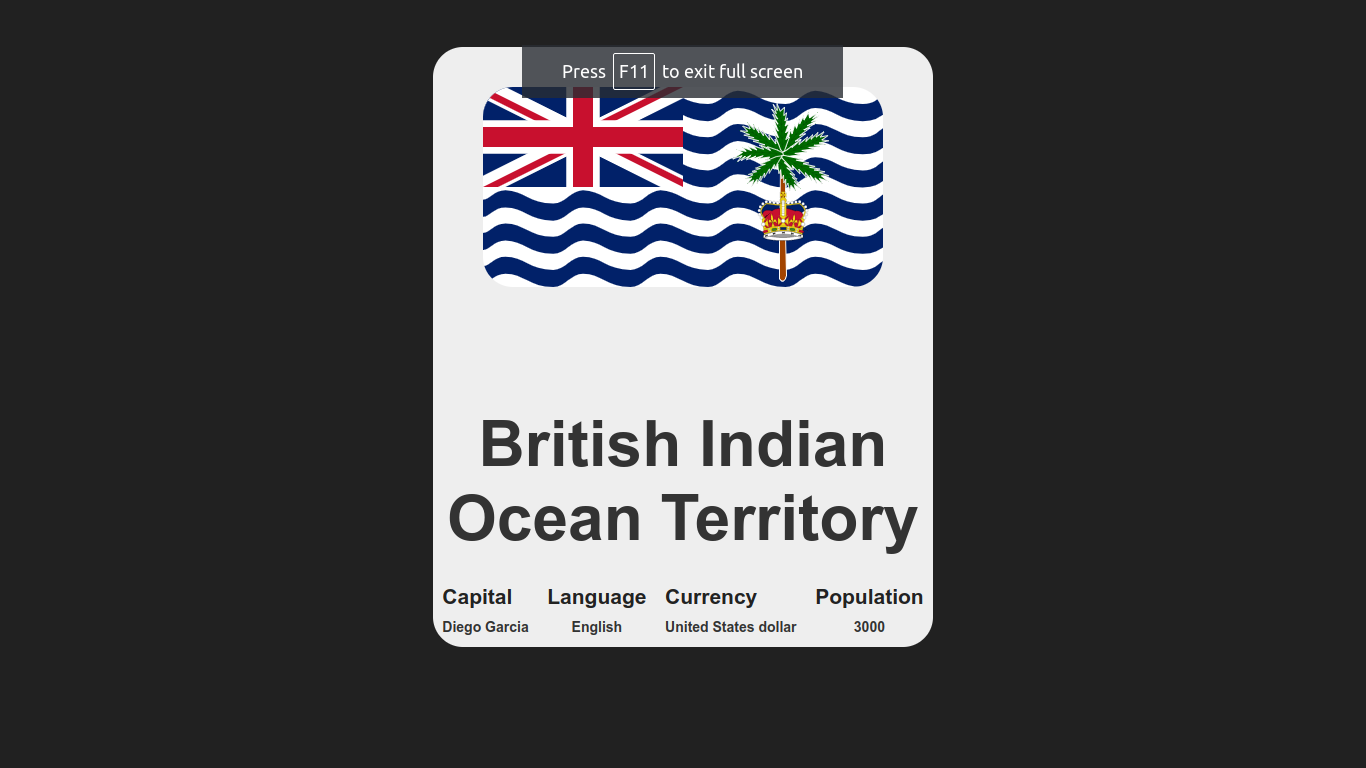 Press F11 to exit full screen
British Indian
Ocean Territory
Capital Language Currency Population
Diego Garcia English United States dollar 3000